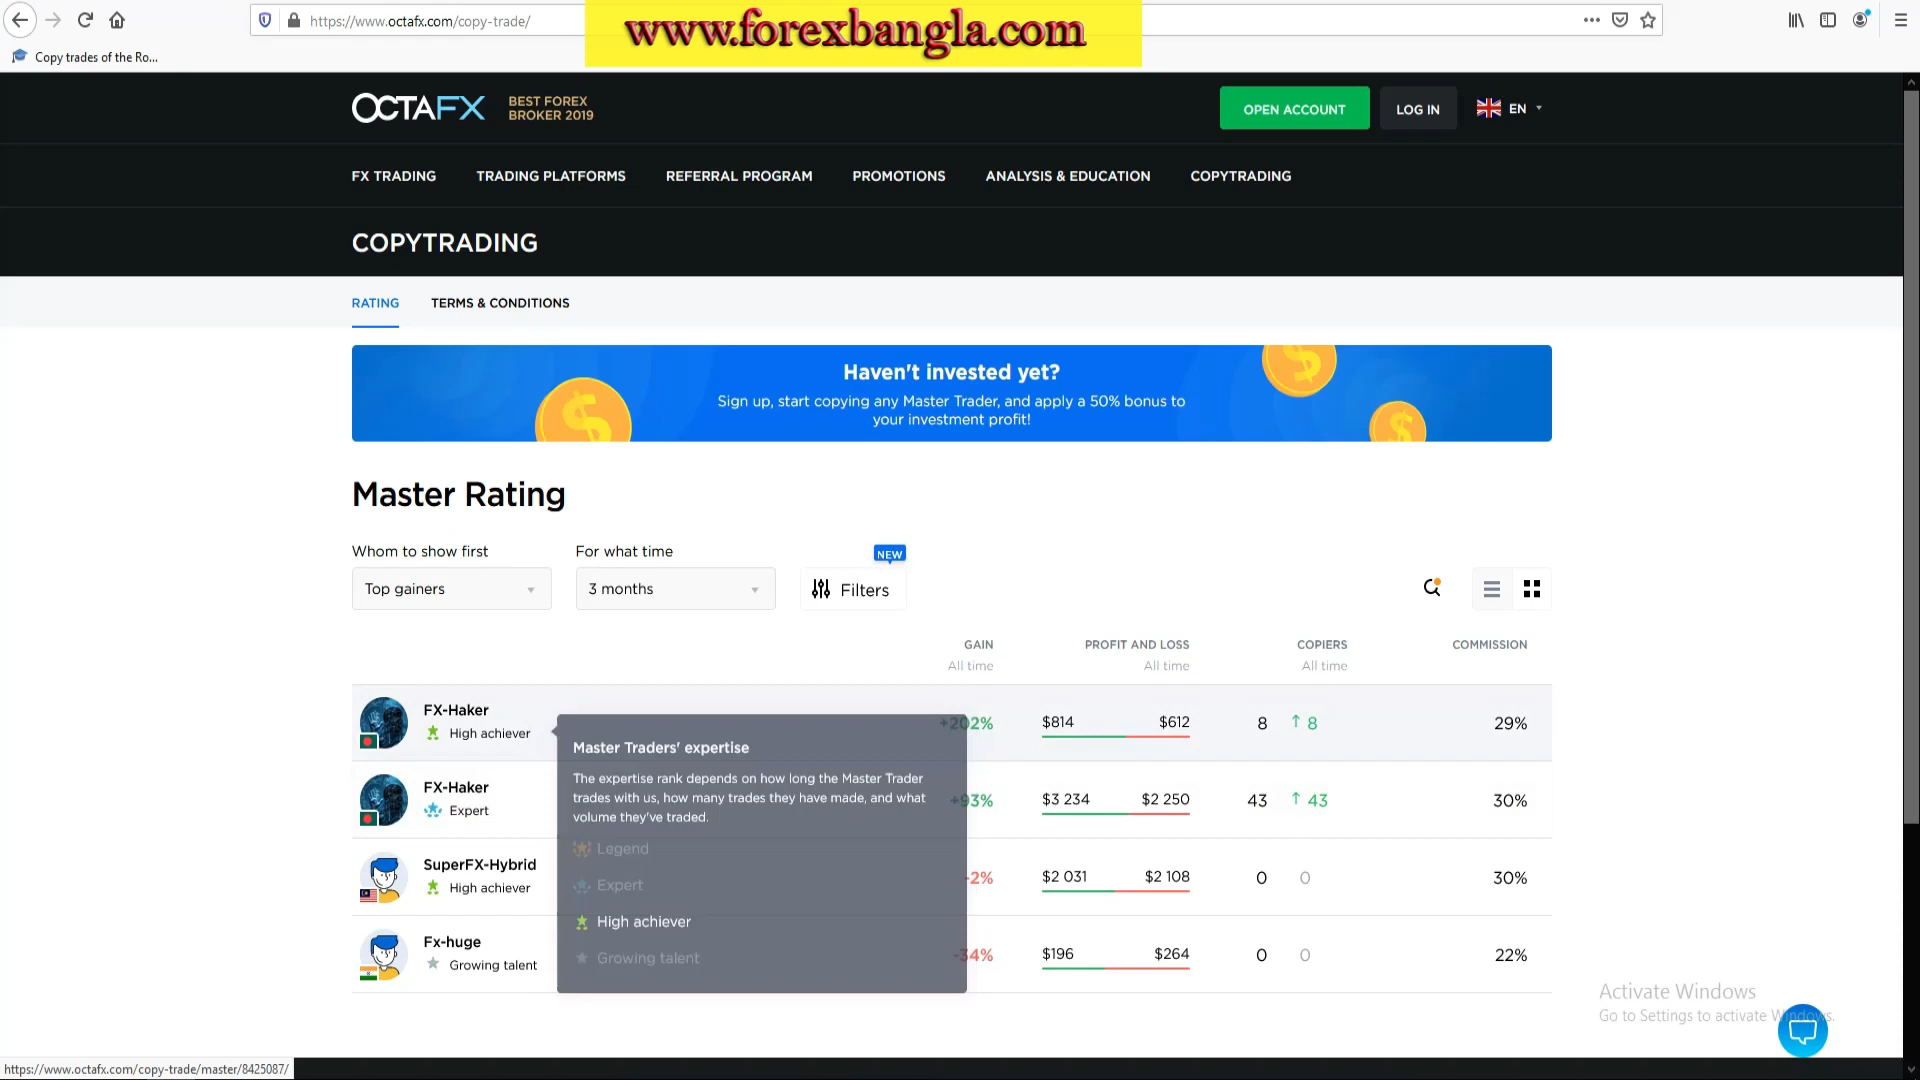 https://www.octafx.com/copy-trade/
www.forexbangla.com
Copy trades of the Ro...
OCTAFX
BEST FOREX
BROKER 2019
OPEN ACCOUNT
LOG IN
EN
FX TRADING
TRADING PLATFORMS
REFERRAL PROGRAM
PROMOTIONS
ANALYSIS & EDUCATION
COPYTRADING
COPYTRADING
RATING
TERMS & CONDITIONS
Haven't invested yet?
Sign up, start copying any Master Trader, and apply a 50% bonus to
your investment profit!
Master Rating
Whom to show first
For what time
NEW
Top gainers
3 months
Filters
GAIN
PROFIT AND LOSS
COPIERS
COMMISSION
All time
All time
All time
FX-Haker
High achiever
+202%
$814
$612
8
↑ 8
29%
FX-Haker
Expert
+93%
$3 234
$2 250
43
↑ 43
30%
SuperFX-Hybrid
High achiever
-2%
$2 031
$2 108
0
0
30%
Fx-huge
Growing talent
-34%
$196
$264
0
0
22%
Master Traders' expertise
The expertise rank depends on how long the Master Trader
trades with us, how many trades they have made, and what
volume they've traded.
Legend
Expert
High achiever
Growing talent
Activate Windows
Go to Settings to activate Windows.
https://www.octafx.com/copy-trade/master/8425087/